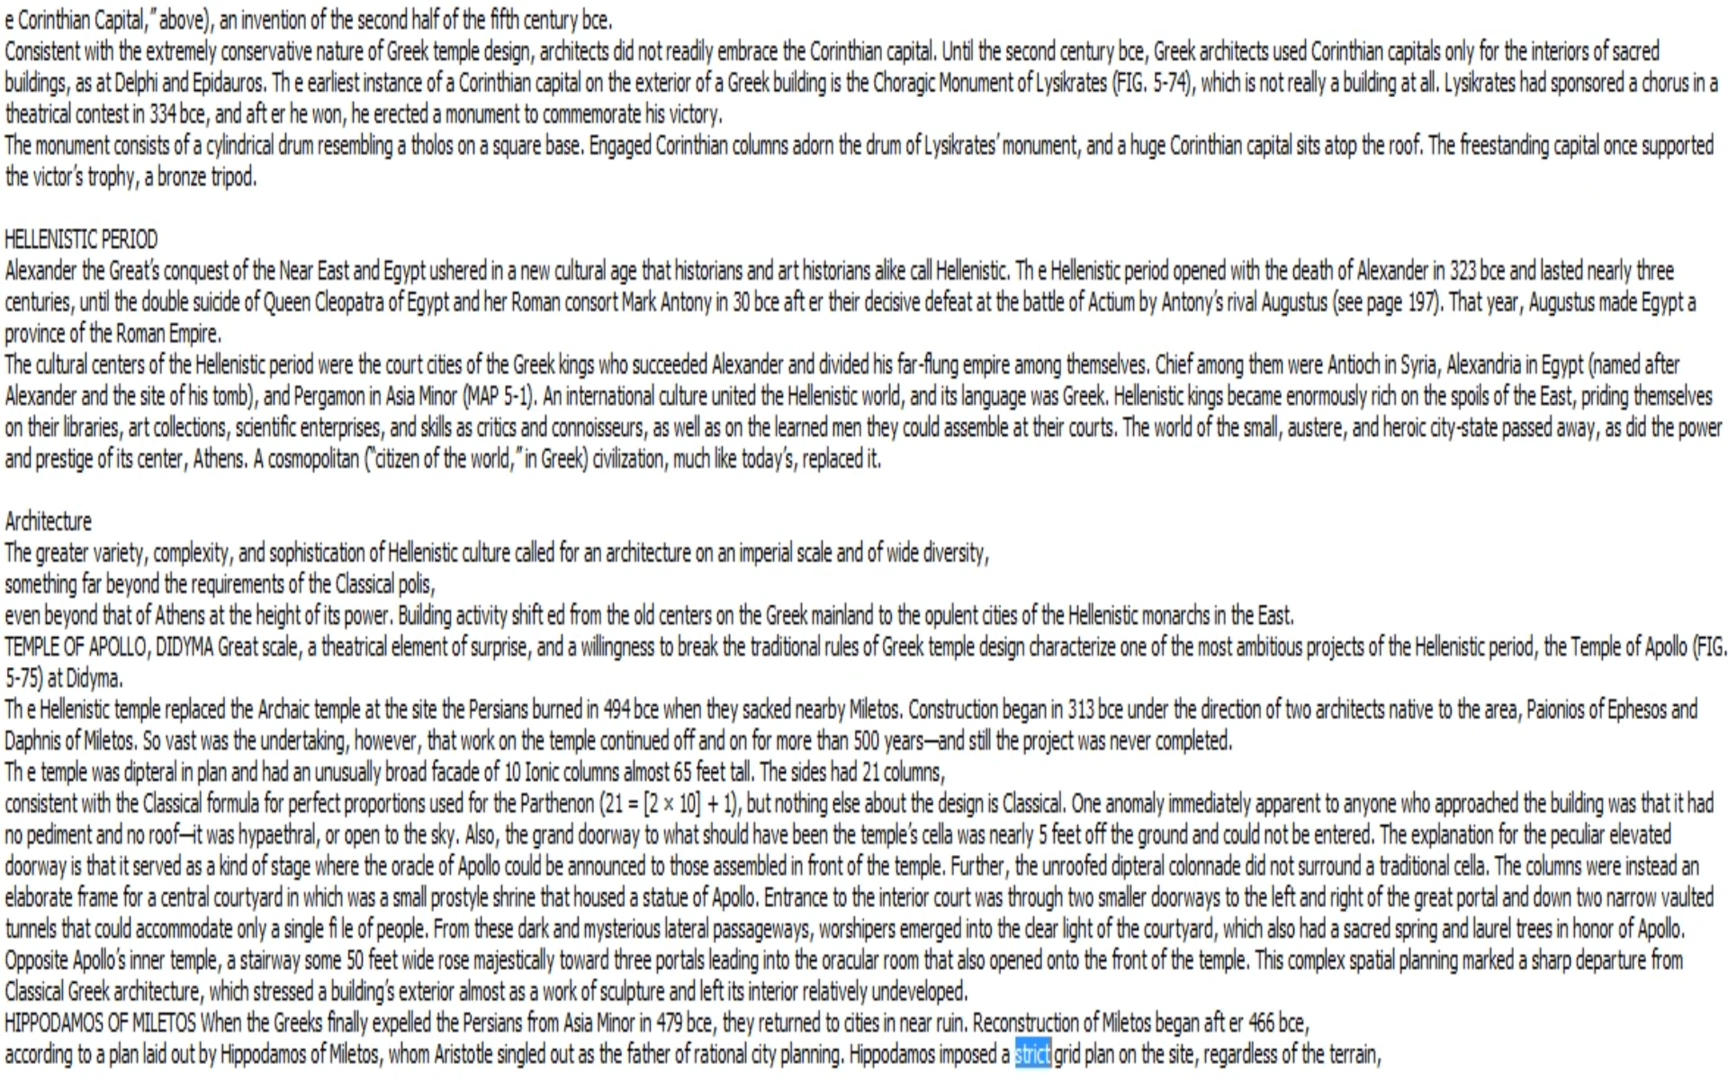 e Corinthian Capital,” above), an invention of the second half of the fifth century bce.
Consistent with the extremely conservative nature of Greek temple design, architects did not readily embrace the Corinthian capital. Until the second century bce, Greek architects used Corinthian capitals only for the interiors of sacred
buildings, as at Delphi and Epidauros. Th e earliest instance of a Corinthian capital on the exterior of a Greek building is the Choragic Monument of Lysikrates (FIG. 5-74), which is not really a building at all. Lysikrates had sponsored a chorus in a
theatrical contest in 334 bce, and aft er he won, he erected a monument to commemorate his victory.
The monument consists of a cylindrical drum resembling a tholos on a square base. Engaged Corinthian columns adorn the drum of Lysikrates’ monument, and a huge Corinthian capital sits atop the roof. The freestanding capital once supported
the victor’s trophy, a bronze tripod.
HELLENISTIC PERIOD
Alexander the Great’s conquest of the Near East and Egypt ushered in a new cultural age that historians and art historians alike call Hellenistic. Th e Hellenistic period opened with the death of Alexander in 323 bce and lasted nearly three
centuries, until the double suicide of Queen Cleopatra of Egypt and her Roman consort Mark Antony in 30 bce aft er their decisive defeat at the battle of Actium by Antony’s rival Augustus (see page 197). That year, Augustus made Egypt a
province of the Roman Empire.
The cultural centers of the Hellenistic period were the court cities of the Greek kings who succeeded Alexander and divided his far-flung empire among themselves. Chief among them were Antioch in Syria, Alexandria in Egypt (named after
Alexander and the site of his tomb), and Pergamon in Asia Minor (MAP 5-1). An international culture united the Hellenistic world, and its language was Greek. Hellenistic kings became enormously rich on the spoils of the East, priding themselves
on their libraries, art collections, scientific enterprises, and skills as critics and connoisseurs, as well as on the learned men they could assemble at their courts. The world of the small, austere, and heroic city-state passed away, as did the power
and prestige of its center, Athens. A cosmopolitan (“citizen of the world,” in Greek) civilization, much like today’s, replaced it.
Architecture
The greater variety, complexity, and sophistication of Hellenistic culture called for an architecture on an imperial scale and of wide diversity,
something far beyond the requirements of the Classical polis,
even beyond that of Athens at the height of its power. Building activity shift ed from the old centers on the Greek mainland to the opulent cities of the Hellenistic monarchs in the East.
TEMPLE OF APOLLO, DIDYMA Great scale, a theatrical element of surprise, and a willingness to break the traditional rules of Greek temple design characterize one of the most ambitious projects of the Hellenistic period, the Temple of Apollo (FIG.
5-75) at Didyma.
Th e Hellenistic temple replaced the Archaic temple at the site the Persians burned in 494 bce when they sacked nearby Miletos. Construction began in 313 bce under the direction of two architects native to the area, Paionios of Ephesos and
Daphnis of Miletos. So vast was the undertaking, however, that work on the temple continued off and on for more than 500 years—and still the project was never completed.
Th e temple was dipteral in plan and had an unusually broad facade of 10 Ionic columns almost 65 feet tall. The sides had 21 columns,
consistent with the Classical formula for perfect proportions used for the Parthenon (21 = [2 × 10] + 1), but nothing else about the design is Classical. One anomaly immediately apparent to anyone who approached the building was that it had
no pediment and no roof—it was hypaethral, or open to the sky. Also, the grand doorway to what should have been the temple’s cella was nearly 5 feet off the ground and could not be entered. The explanation for the peculiar elevated
doorway is that it served as a kind of stage where the oracle of Apollo could be announced to those assembled in front of the temple. Further, the unroofed dipteral colonnade did not surround a traditional cella. The columns were instead an
elaborate frame for a central courtyard in which was a small prostyle shrine that housed a statue of Apollo. Entrance to the interior court was through two smaller doorways to the left and right of the great portal and down two narrow vaulted
tunnels that could accommodate only a single fi le of people. From these dark and mysterious lateral passageways, worshipers emerged into the clear light of the courtyard, which also had a sacred spring and laurel trees in honor of Apollo.
Opposite Apollo’s inner temple, a stairway some 50 feet wide rose majestically toward three portals leading into the oracular room that also opened onto the front of the temple. This complex spatial planning marked a sharp departure from
Classical Greek architecture, which stressed a building’s exterior almost as a work of sculpture and left its interior relatively undeveloped.
HIPPODAMOS OF MILETOS When the Greeks finally expelled the Persians from Asia Minor in 479 bce, they returned to cities in near ruin. Reconstruction of Miletos began aft er 466 bce,
according to a plan laid out by Hippodamos of Miletos, whom Aristotle singled out as the father of rational city planning. Hippodamos imposed a strict grid plan on the site, regardless of the terrain,